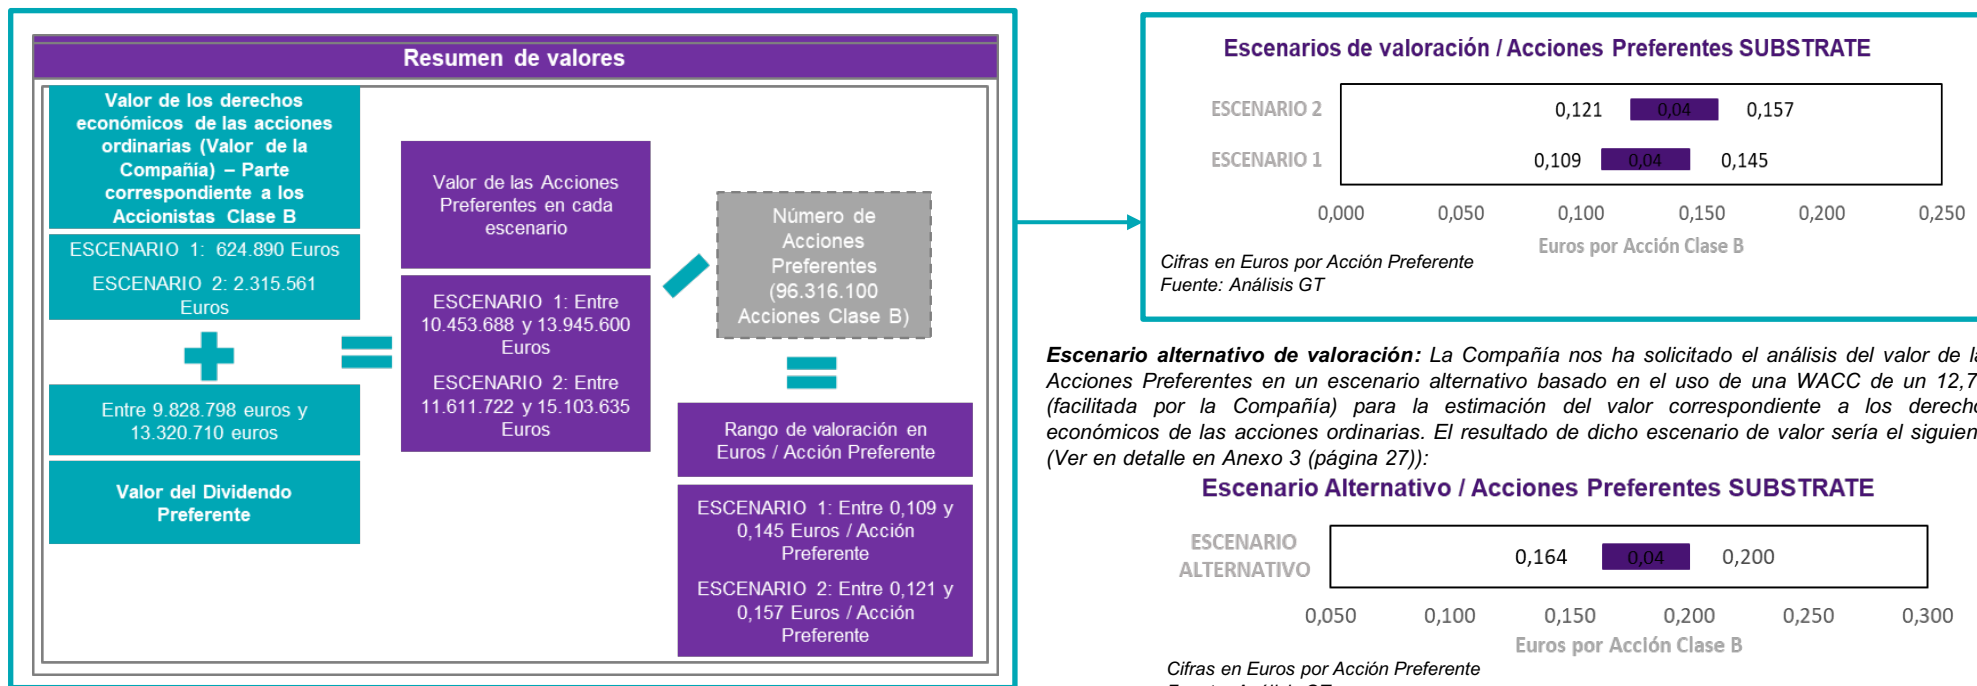 Resumen de valores
Valor de los derechos
económicos de las acciones
ordinarias (Valor de la
Compañía) – Parte
correspondiente a los
Accionistas Clase B
ESCENARIO 1: 624.890 Euros
ESCENARIO 2: 2.315.561
Euros
Entre 9.828.798 euros y
13.320.710 euros
Valor del Dividendo
Preferente
Valor de las Acciones
Preferentes en cada
escenario
ESCENARIO 1: Entre
10.453.688 y 13.945.600
Euros
ESCENARIO 2: Entre
11.611.722 y 15.103.635
Euros
Número de
Acciones
Preferentes
(96.316.100
Acciones Clase B)
Rango de valoración en
Euros / Acción Preferente
ESCENARIO 1: Entre 0,109 y
0,145 Euros / Acción
Preferente
ESCENARIO 2: Entre 0,121 y
0,157 Euros / Acción
Preferente
Escenarios de valoración / Acciones Preferentes SUBSTRATE
ESCENARIO 2 0,121 0,04 0,157
ESCENARIO 1 0,109 0,04 0,145
0,000 0,050 0,100 0,150 0,200 0,250
Euros por Acción Clase B
Cifras en Euros por Acción Preferente
Fuente: Análisis GT
Escenario alternativo de valoración: La Compañía nos ha solicitado el análisis del valor de la
Acciones Preferentes en un escenario alternativo basado en el uso de una WACC de un 12,7
(facilitada por la Compañía) para la estimación del valor correspondiente a los derecho
económicos de las acciones ordinarias. El resultado de dicho escenario de valor sería el siguien
(Ver en detalle en Anexo 3 (página 27)):
Escenario Alternativo / Acciones Preferentes SUBSTRATE
ESCENARIO
ALTERNATIVO
0,164 0,04 0,200
0,050 0,100 0,150 0,200 0,250 0,300
Euros por Acción Clase B
Cifras en Euros por Acción Preferente